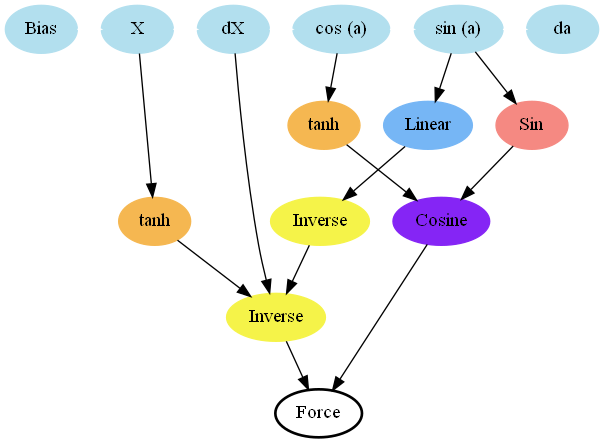 Bias
X
dX
cos (a)
sin (a)
da
tanh
Linear
Sin
tanh
Inverse
Cosine
Inverse
Force